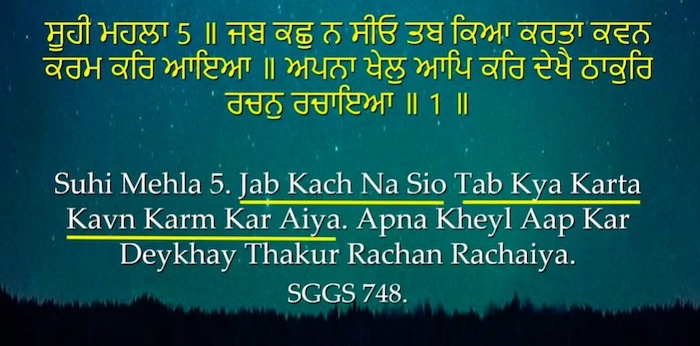 ਸੂਹੀ ਮਹਲਾ 5 ॥ ਜਬ ਕਛੁ ਨ ਸੀਓ ਤਬ ਕਿਆ ਕਰਤਾ ਕਵਨ
ਕਰਮ ਕਰਿ ਆਇਆ ॥ ਅਪਨਾ ਖੇਲੁ ਆਪਿ ਕਰਿ ਦੇਖੈ ਠਾਕੁਰਿ
ਰਚਨੁ ਰਚਾਇਆ ॥ 1 ॥
Suhi Mehla 5. Jab Kach Na Sio Tab Kya Karta
Kavn Karm Kar Aiya. Apna Kheyl Aap Kar
Deykhay Thakur Rachan Rachaiya.
SGGS 748.